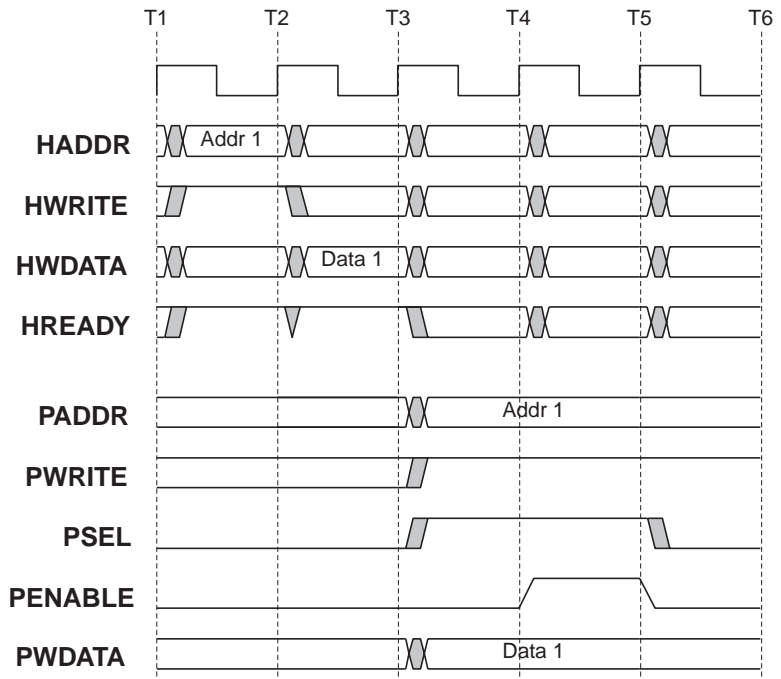 T1 T2 T3 T4 T5 T6
HADDR Addr 1
HWRITE
HWDATA Data 1
HREADY
PADDR Addr 1
PWRITE
PSEL
PENABLE
PWDATA Data 1